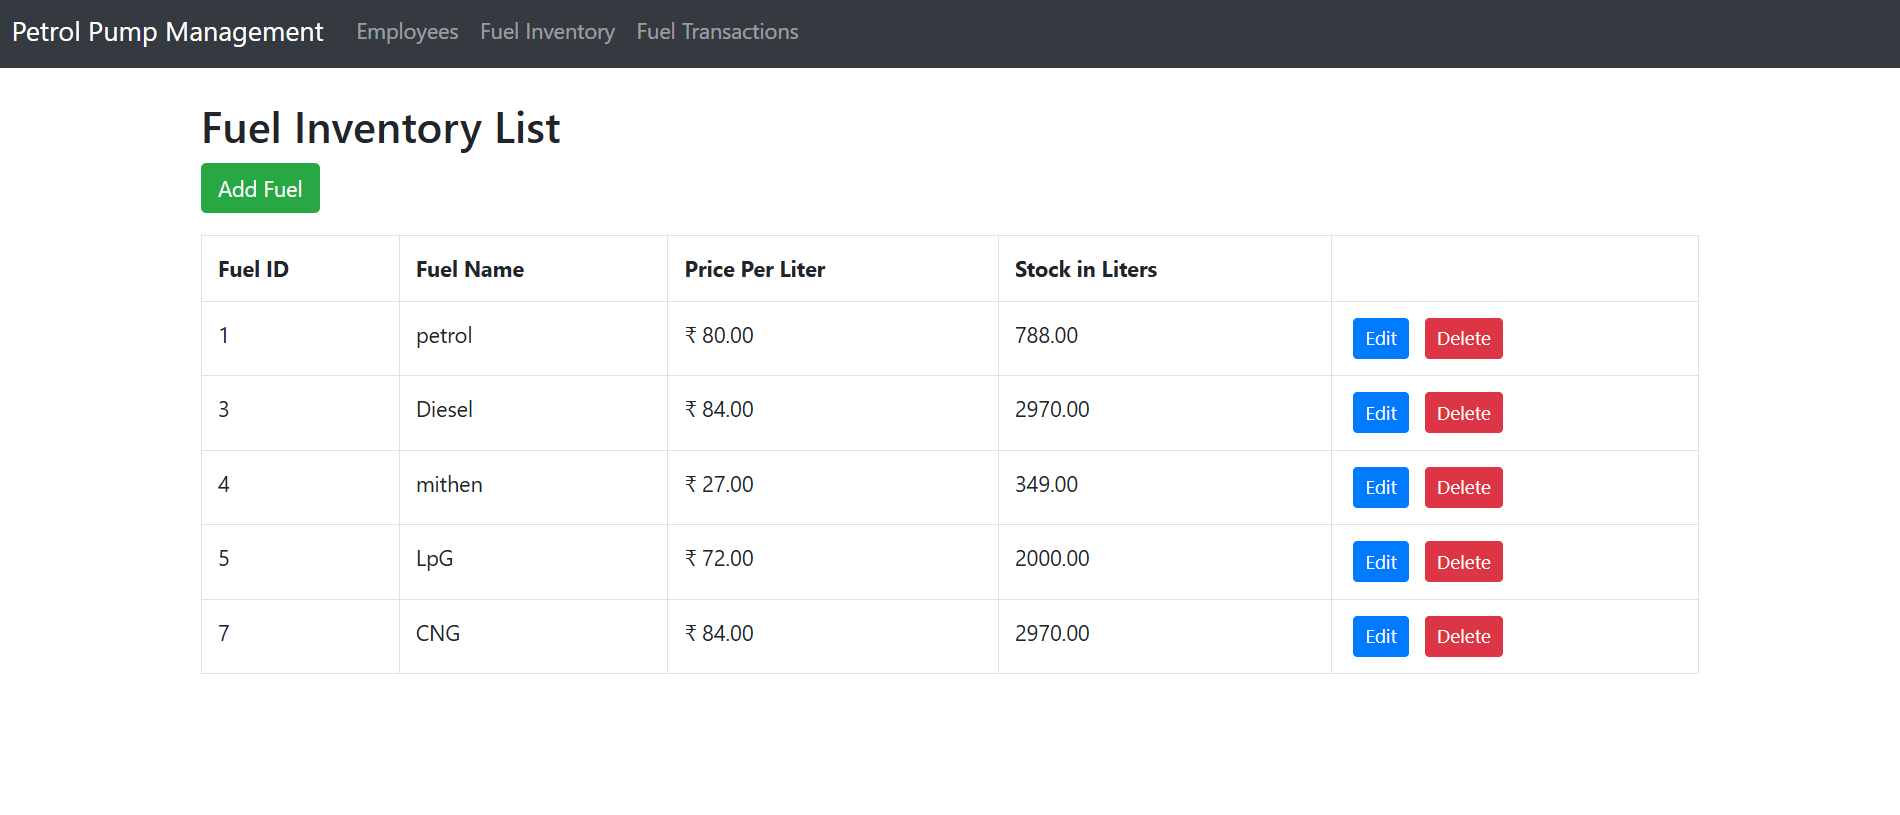 Petrol Pump Management Employees Fuel Inventory Fuel Transactions
Fuel Inventory List
Add Fuel
Fuel ID Fuel Name Price Per Liter Stock in Liters
1 petrol ₹ 80.00 788.00 Edit Delete
3 Diesel ₹ 84.00 2970.00 Edit Delete
4 mithen ₹ 27.00 349.00 Edit Delete
5 LpG ₹ 72.00 2000.00 Edit Delete
7 CNG ₹ 84.00 2970.00 Edit Delete